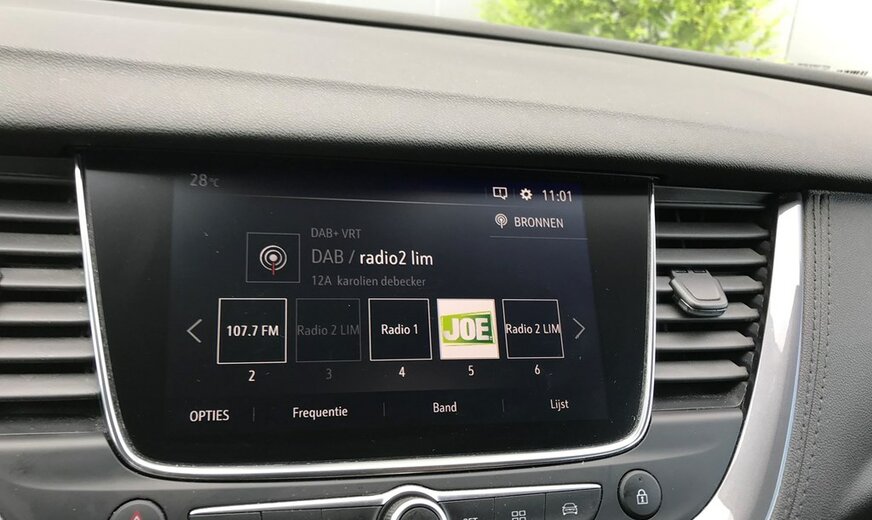 28°C
11:01
BRONNEN
DAB+ VRT
DAB / radio2 lim
12A karolien debecker
107.7 FM
Radio 2 LIM
Radio 1
JOE
Radio 2 LIM
2
3
4
5
6
OPTIES
Frequentie
Band
Lijst